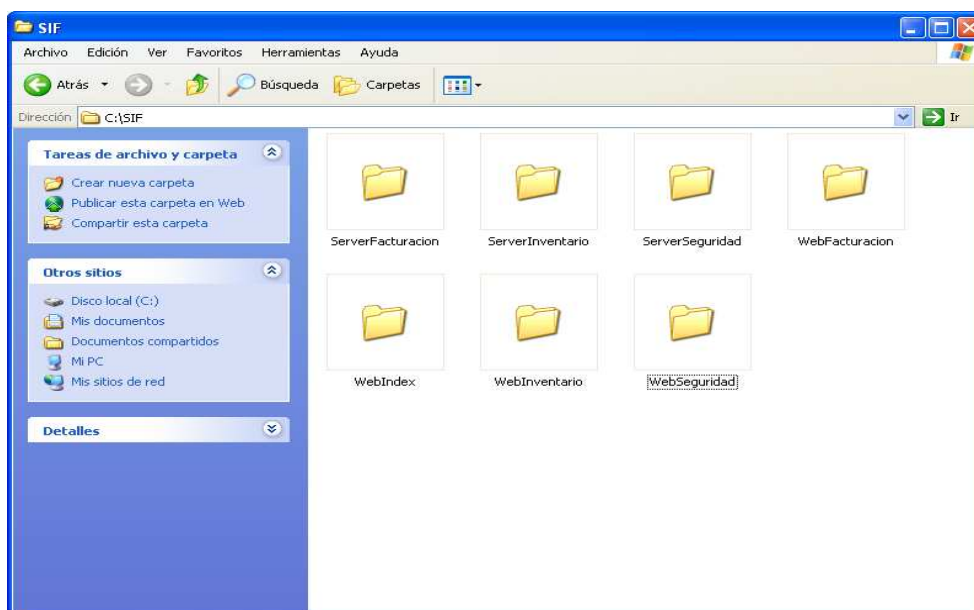 SIF
Archivo Edición Ver Favoritos Herramientas Ayuda
Atrás Búsqueda Carpetas
Dirección C:\SIF Ir
Tareas de archivo y carpeta
Crear nueva carpeta
Publicar esta carpeta en Web
Compartir esta carpeta
Otros sitios
Disco local (C:)
Mis documentos
Documentos compartidos
Mi PC
Mis sitios de red
Detalles
ServerFacturacion ServerInventario ServerSeguridad WebFacturacion
WebIndex WebInventario WebSeguridad